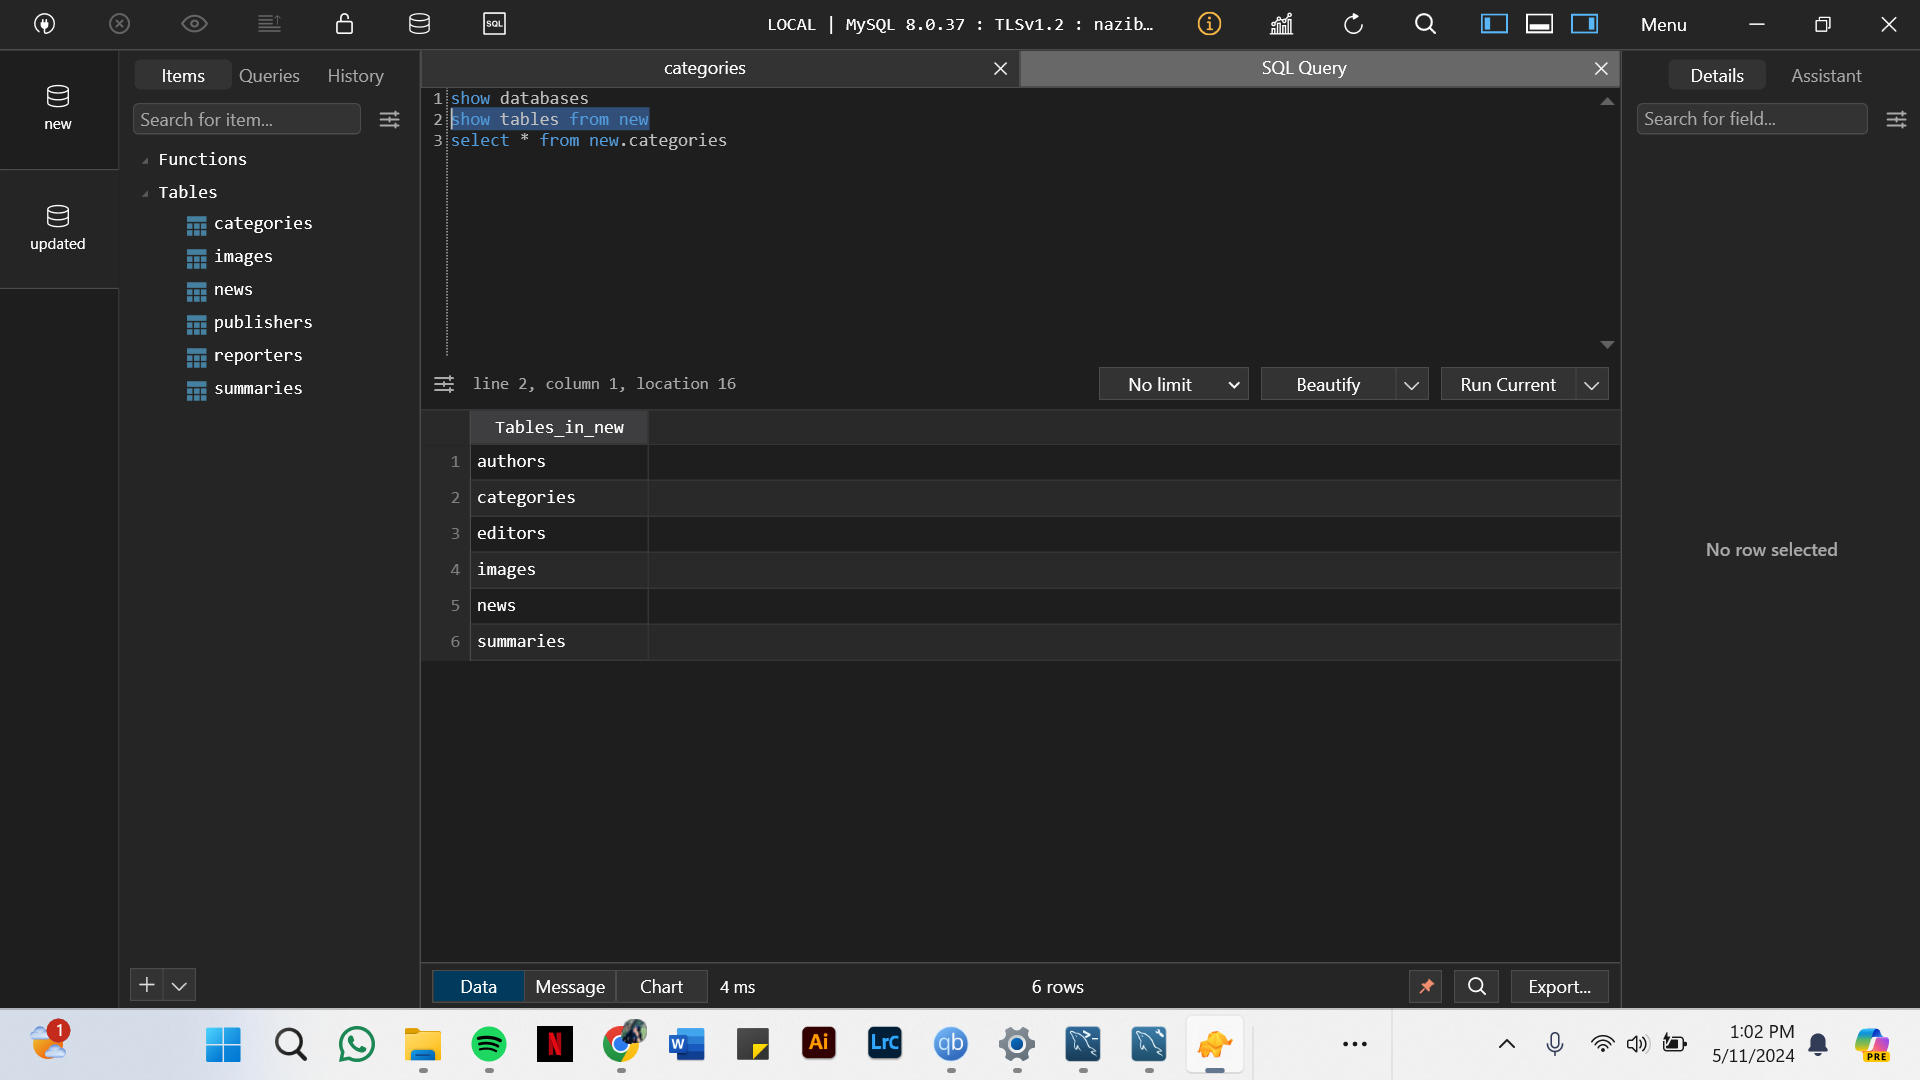 LOCAL | MySQL 8.0.37 : TLSv1.2 : nazib...
SQL
Menu
new
updated
Items
Queries
History
Search for item...
Functions
Tables
categories
images
news
publishers
reporters
summaries
categories
SQL Query
1 show databases
2 show tables from new
3 select * from new.categories
line 2, column 1, location 16
No limit
Beautify
Run Current
Tables_in_new
1 authors
2 categories
3 editors
4 images
5 news
6 summaries
Data
Message
Chart
4 ms
6 rows
Export...
Details
Assistant
Search for field...
No row selected
1
N
W
Ai
LrC
qb
1:02 PM
5/11/2024
PRE